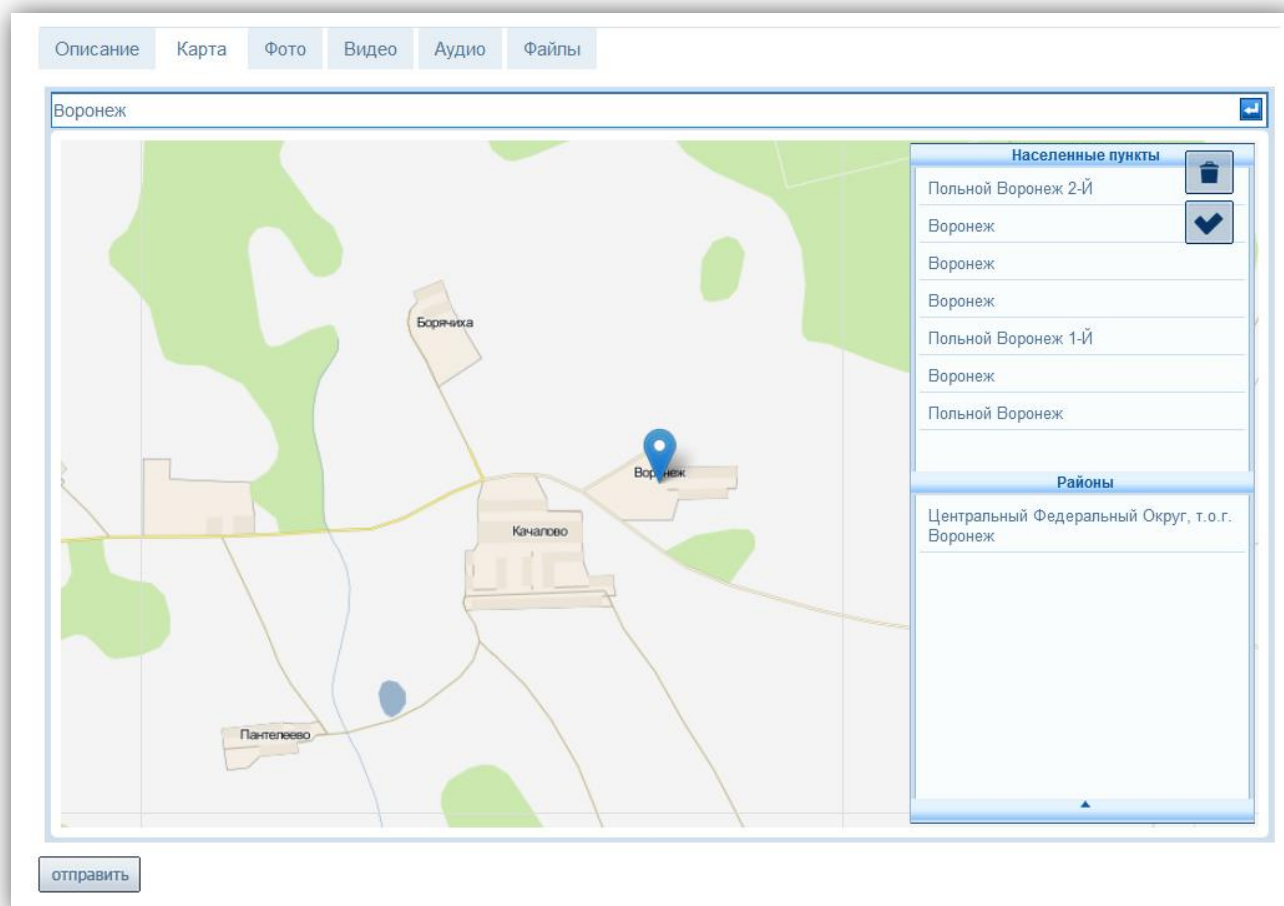 Описание Карта Фото Видео Аудио Файлы
Воронеж
Населенные пункты
Польной Воронеж 2-Й
Воронеж
Воронеж
Воронеж
Польной Воронеж 1-Й
Воронеж
Польной Воронеж
Районы
Центральный Федеральный Округ, т.о.г.
Воронеж
Борячиха
Воронеж
Качалово
Пантелеево
отправить